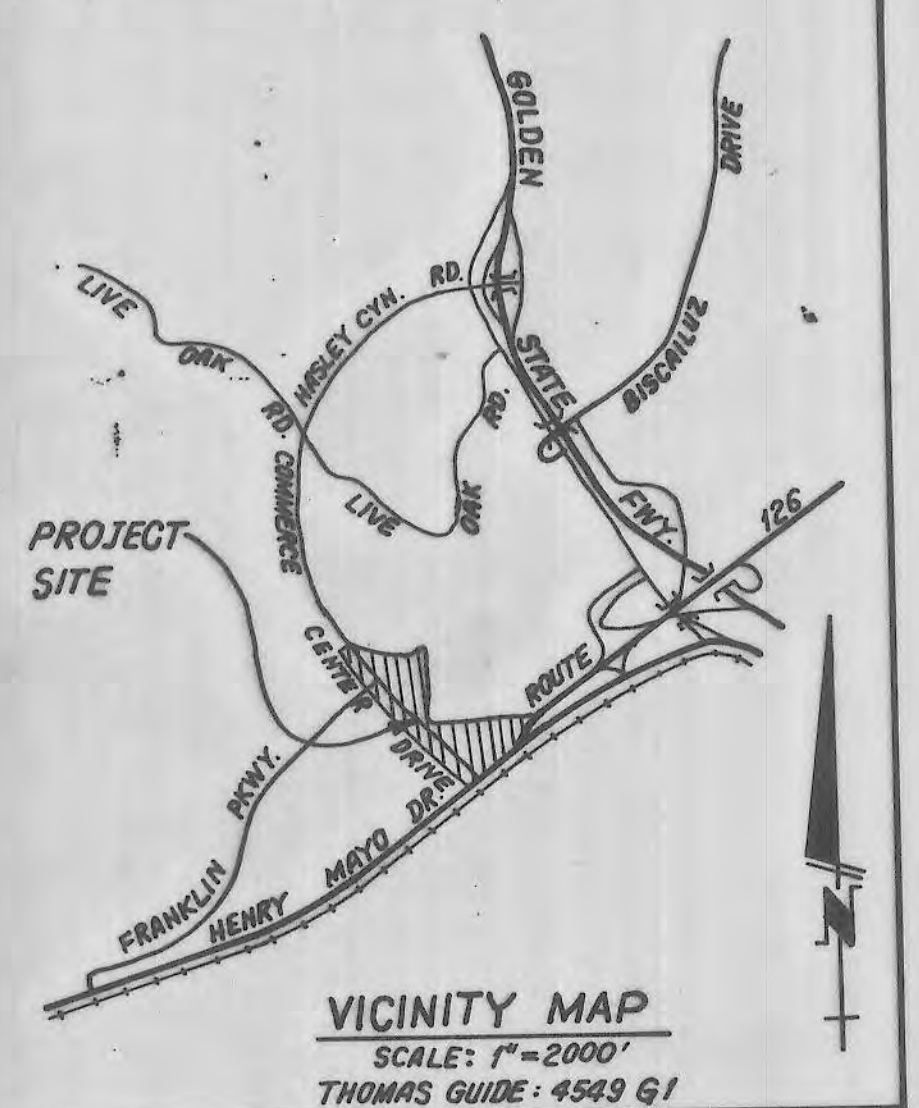 GOLDEN
STATE
FWY.
BISCAILUZ
DRIVE
HASLEY CYN. RD.
LIVE
OAK
RD.
COMMERCE
CENTER
DRIVE
LIVE
OAK
RD.
126
ROUTE
PROJECT
SITE
FRANKLIN
PKWY.
HENRY
MAYO
DR.
N
VICINITY MAP
SCALE: 1"=2000'
THOMAS GUIDE: 4549 G1